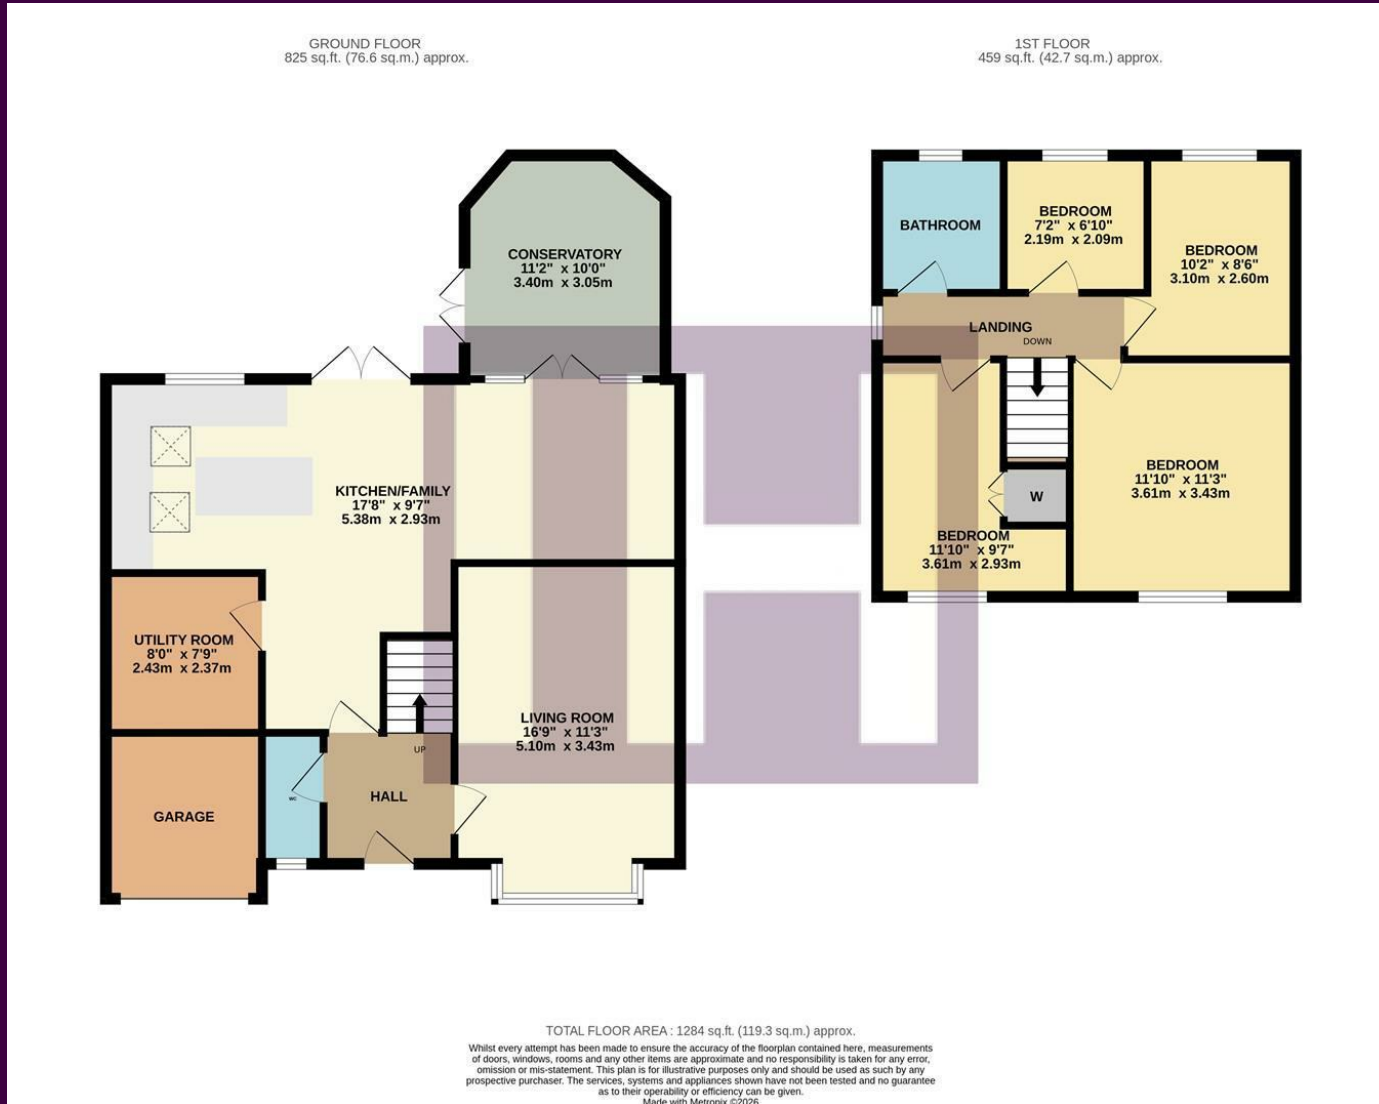 GROUND FLOOR
825 sq.ft. (76.6 sq.m.) approx.
1ST FLOOR
459 sq.ft. (42.7 sq.m.) approx.
CONSERVATORY
11'2" x 10'0"
3.40m x 3.05m
KITCHEN/FAMILY
17'8" x 9'7"
5.38m x 2.93m
UTILITY ROOM
8'0" x 7'9"
2.43m x 2.37m
LIVING ROOM
16'9" x 11'3"
5.10m x 3.43m
UP
HALL
WC
GARAGE
BATHROOM
BEDROOM
7'2" x 6'10"
2.19m x 2.09m
BEDROOM
10'2" x 8'6"
3.10m x 2.60m
LANDING
DOWN
BEDROOM
11'10" x 11'3"
3.61m x 3.43m
W
BEDROOM
11'10" x 9'7"
3.61m x 2.93m
TOTAL FLOOR AREA : 1284 sq.ft. (119.3 sq.m.) approx.
Whilst every attempt has been made to ensure the accuracy of the floorplan contained here, measurements
of doors, windows, rooms and any other items are approximate and no responsibility is taken for any error,
omission or mis-statement. This plan is for illustrative purposes only and should be used as such by any
prospective purchaser. The services, systems and appliances shown have not been tested and no guarantee
as to their operability or efficiency can be given.
Made with Metropix ©2026